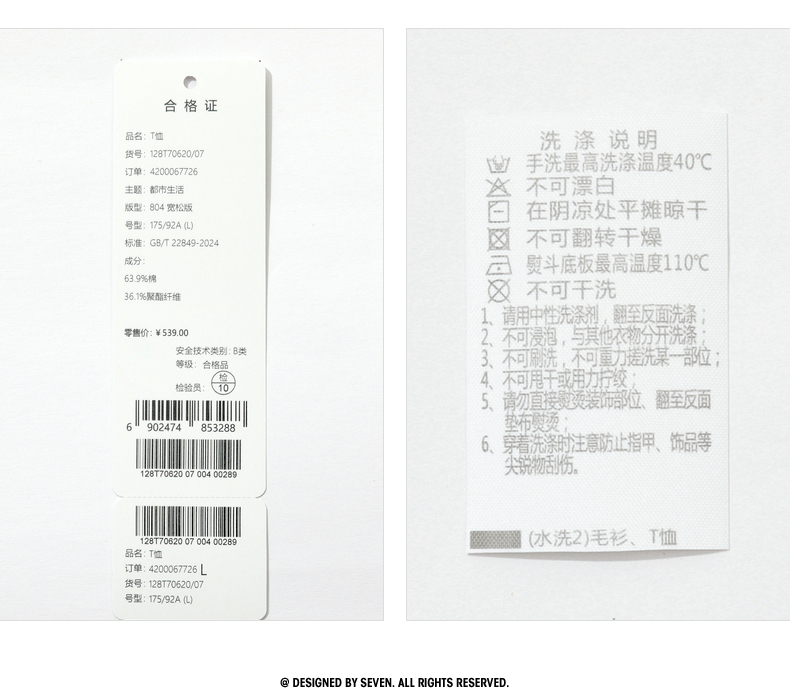 合格证
品名：T恤
货号：128T70620/07
订单：4200067726
主题：都市生活
版型：804 宽松版
号型：175/92A (L)
标准：GB/T 22849-2024
成分：
63.9%棉
36.1%聚酯纤维
零售价：¥539.00
安全技术类别：B类
等级：合格品
检验员：检 10
6 902474 853288
128T70620 07 004 00289
128T70620 07 004 00289
品名：T恤
订单：4200067726 L
货号：128T70620/07
号型：175/92A (L)
洗涤说明
手洗最高洗涤温度40℃
不可漂白
在阴凉处平摊晾干
不可翻转干燥
熨斗底板最高温度110℃
不可干洗
1、请用中性洗涤剂，翻至反面洗涤；
2、不可浸泡，与其他衣物分开洗涤；
3、不可刷洗，不可重力搓洗某一部位；
4、不可甩干或用力拧绞；
5、请勿直接熨烫装饰部位、翻至反面
垫布熨烫；
6、穿着洗涤时注意防止指甲、饰品等
尖锐物刮伤。
(水洗2)毛衫、T恤
@ DESIGNED BY SEVEN. ALL RIGHTS RESERVED.